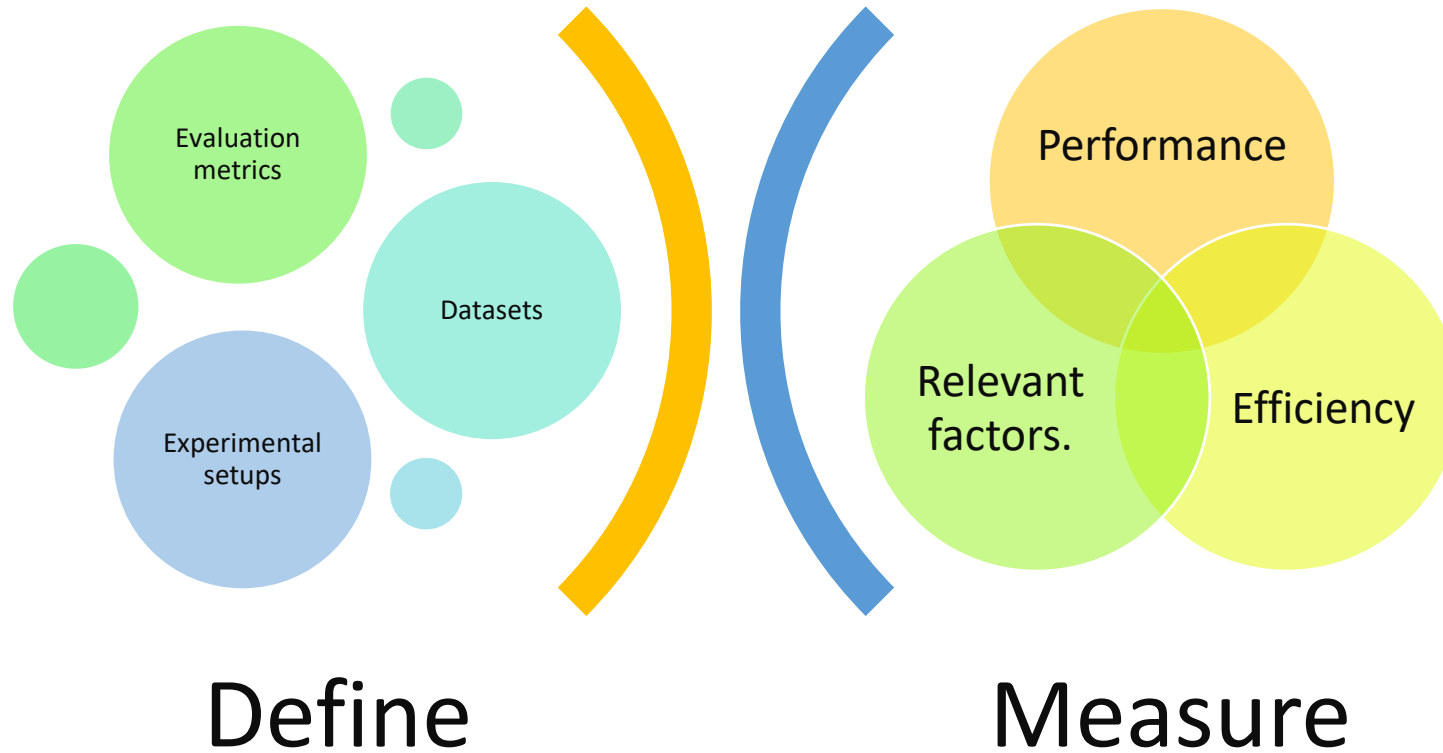 Evaluation
metrics
Datasets
Experimental
setups
Define
Performance
Relevant
factors.
Efficiency
Measure